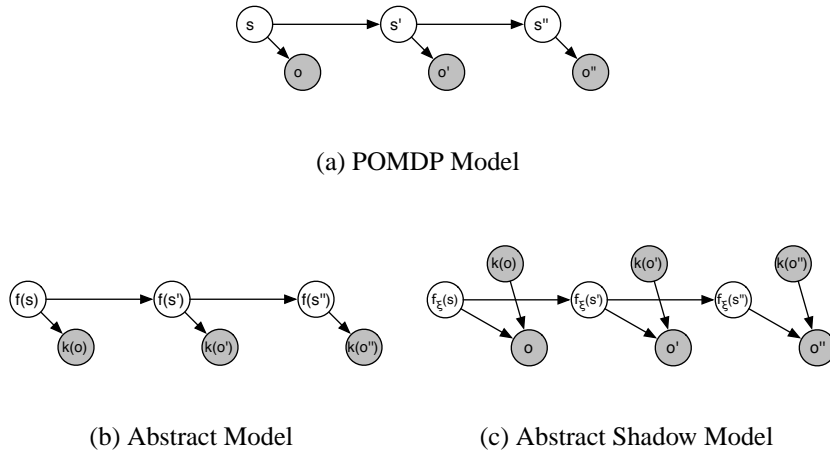 s s' s''
o o' o''
(a) POMDP Model
k(o) k(o') k(o'')
f(s) f(s') f(s'') fξ(s) fξ(s') fξ(s'')
k(o) k(o') k(o'') o o' o''
(b) Abstract Model (c) Abstract Shadow Model